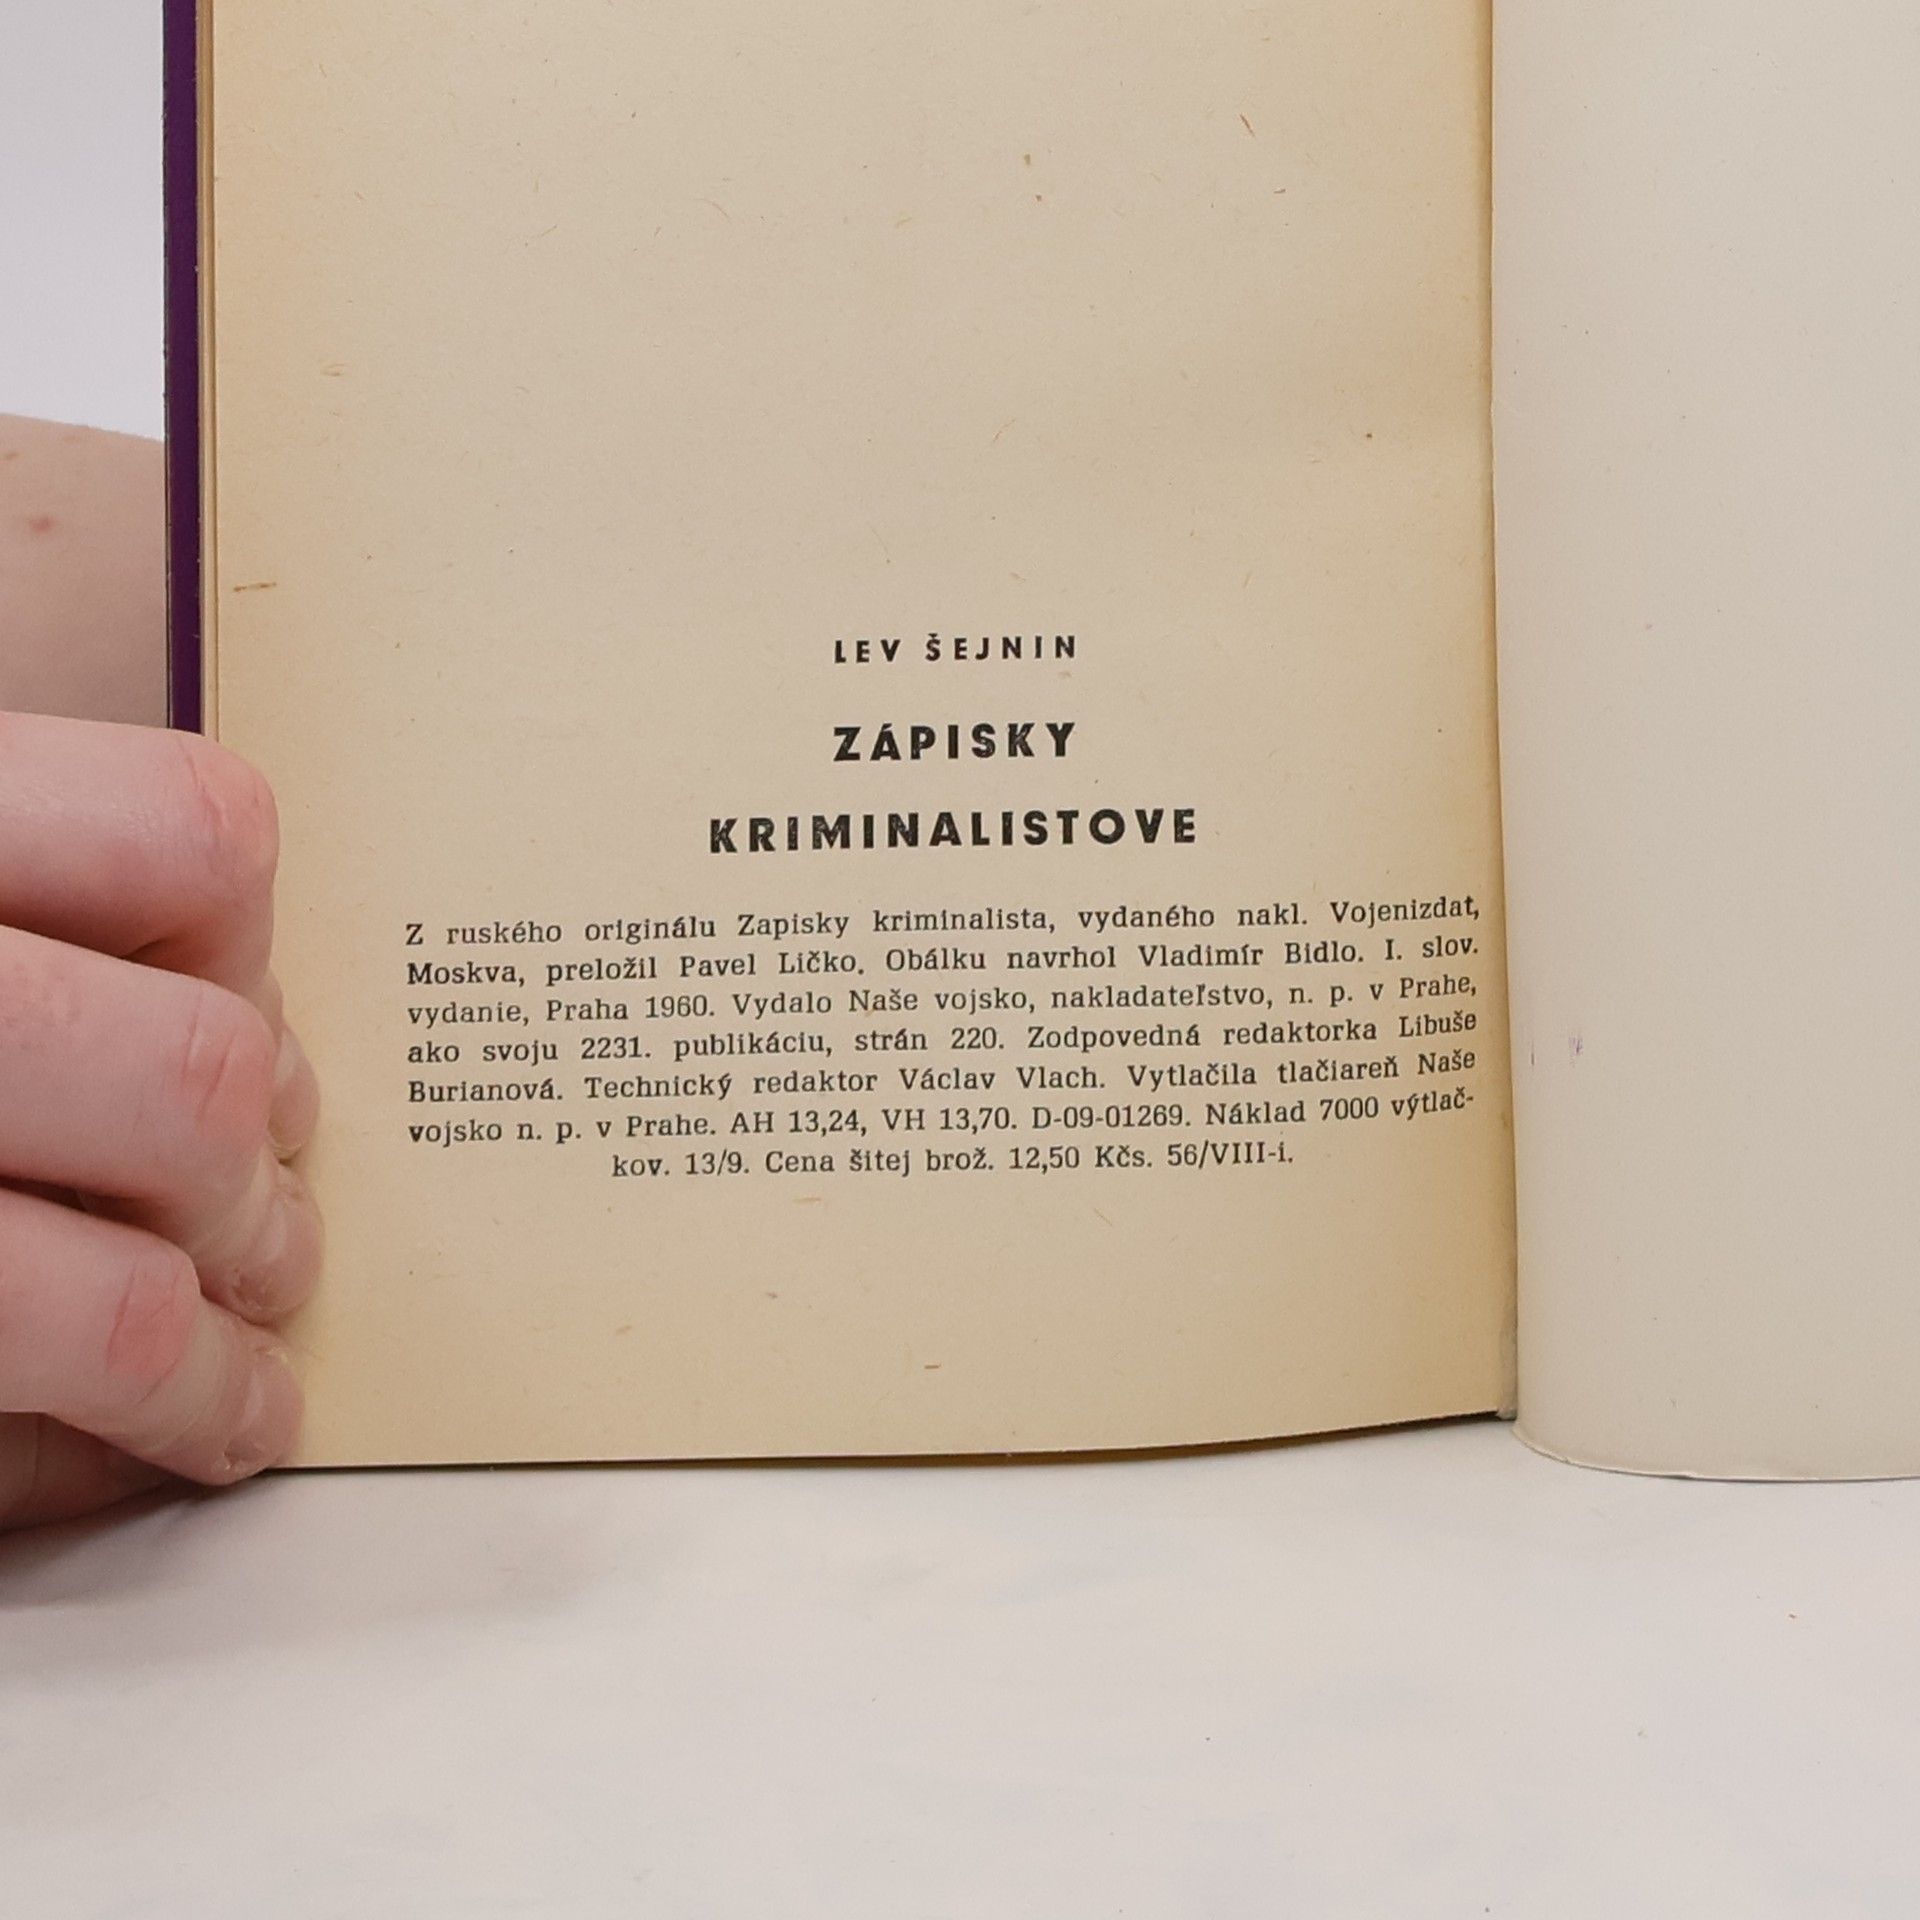 LEV ŠEJNIN
ZÁPISKY
KRIMINALISTOVE
Z ruského originálu Zapisky kriminalista, vydaného nakl. Vojenizdat,
Moskva, preložil Pavel Ličko. Obálku navrhol Vladimír Bidlo. I. slov.
vydanie, Praha 1960. Vydalo Naše vojsko, nakladateľstvo, n. p. v Prahe,
ako svoju 2231. publikáciu, strán 220. Zodpovedná redaktorka Libuše
Burianová. Technický redaktor Václav Vlach. Vytlačila tlačiareň Naše
vojsko n. p. v Prahe. AH 13,24, VH 13,70. D-09-01269. Náklad 7000 výtlač-
kov. 13/9. Cena šitej brož. 12,50 Kčs. 56/VIII-i.